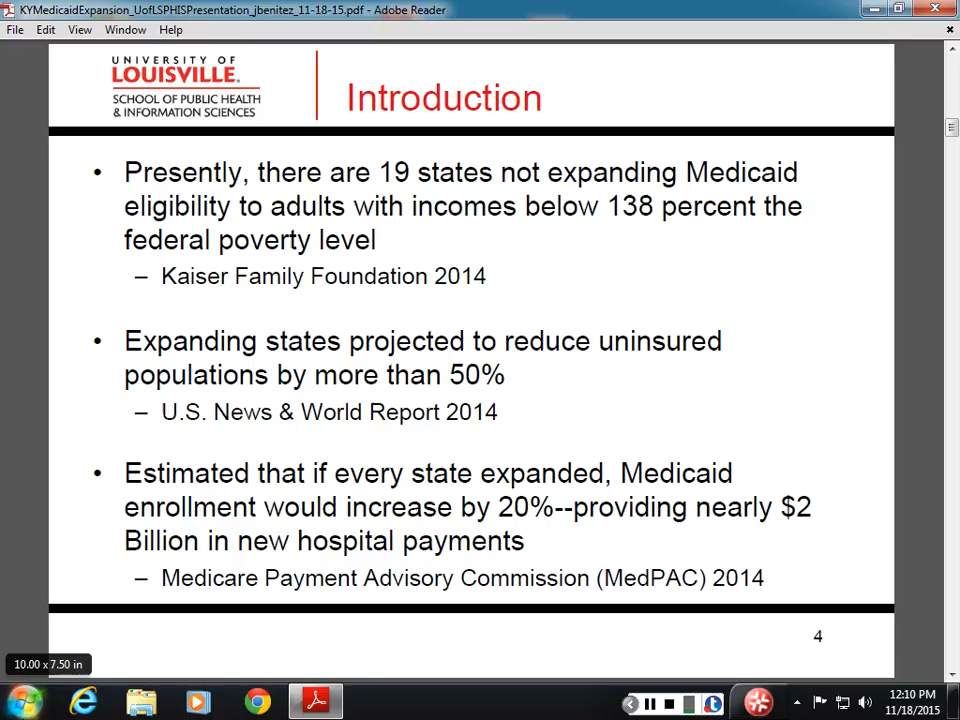 KYMedicaidExpansion_UofLSPHISPresentation_jbenitez_11-18-15.pdf - Adobe Reader
File Edit View Window Help
UNIVERSITY OF
LOUISVILLE.
SCHOOL OF PUBLIC HEALTH
& INFORMATION SCIENCES
Introduction
• Presently, there are 19 states not expanding Medicaid
eligibility to adults with incomes below 138 percent the
federal poverty level
– Kaiser Family Foundation 2014
• Expanding states projected to reduce uninsured
populations by more than 50%
– U.S. News & World Report 2014
• Estimated that if every state expanded, Medicaid
enrollment would increase by 20%--providing nearly $2
Billion in new hospital payments
– Medicare Payment Advisory Commission (MedPAC) 2014
4
10.00 x 7.50 in
12:10 PM
11/18/2015